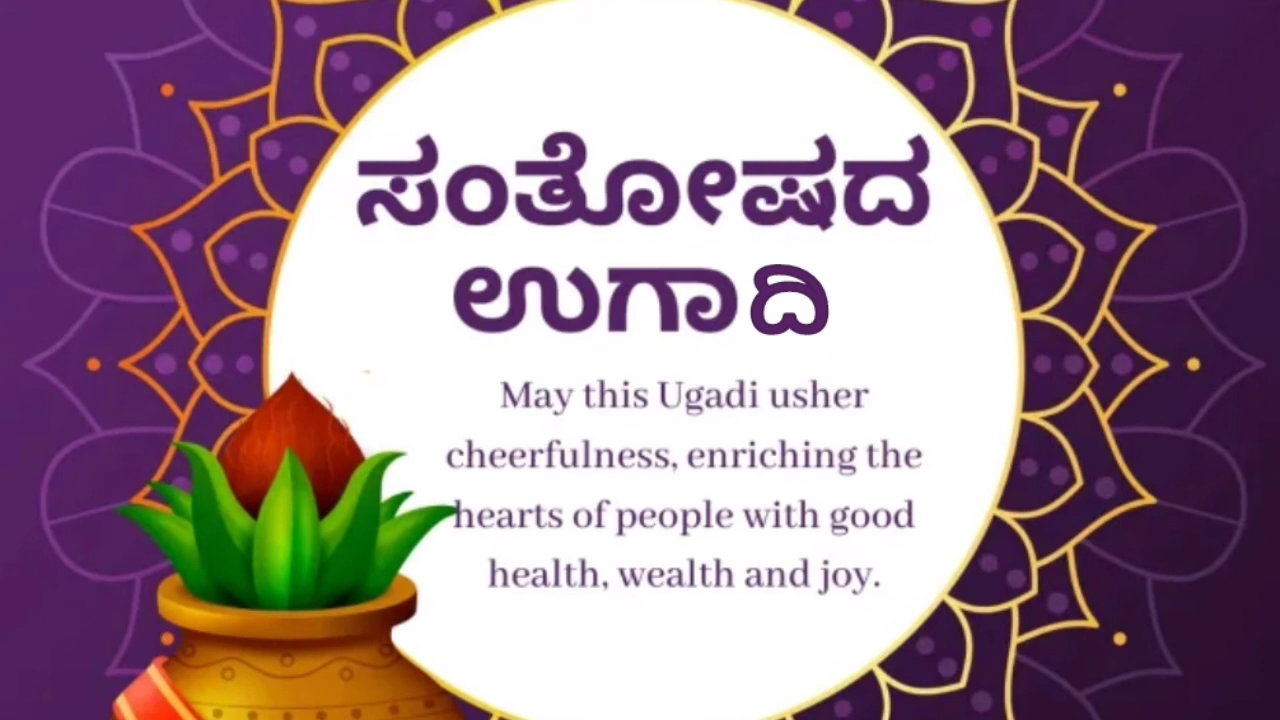 ಸಂತೋಷದ
ಉಗಾದಿ
May this Ugadi usher
cheerfulness, enriching the
hearts of people with good
health, wealth and joy.